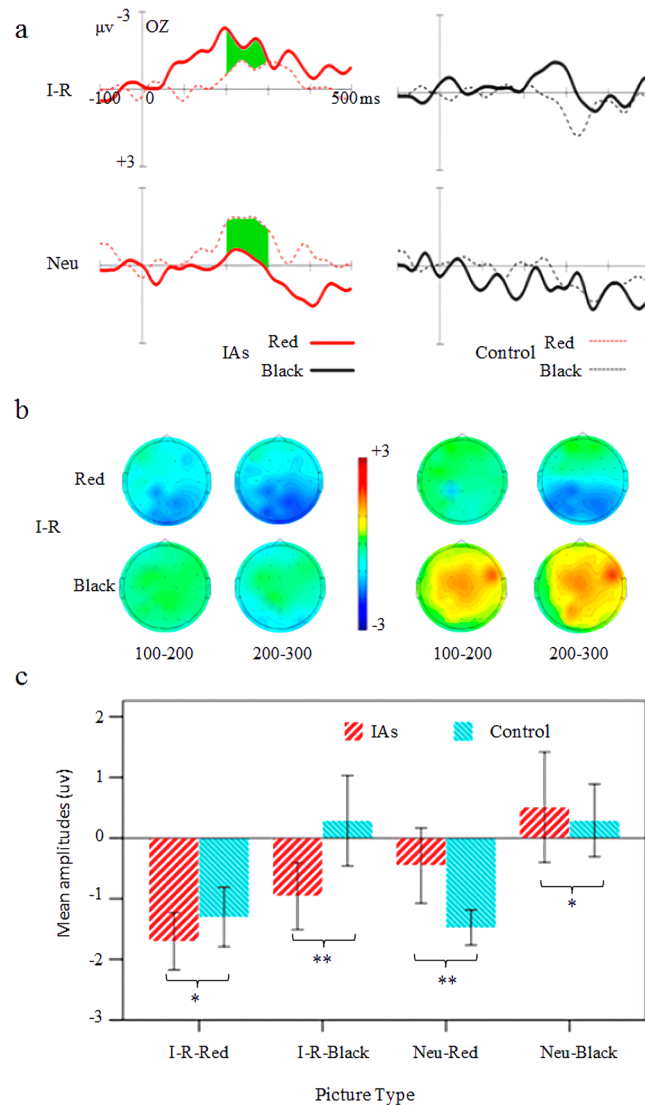 a
μv -3 OZ
I-R -100 0 500 ms
+3
Neu
IAs Red Control Red
Black Black
b
+3
Red
I-R
Black
-3
100-200 200-300 100-200 200-300
c
2
IAs Control
1
0
-1
-2
-3
Mean amplitudes (uv)
* ** ** *
I-R-Red I-R-Black Neu-Red Neu-Black
Picture Type